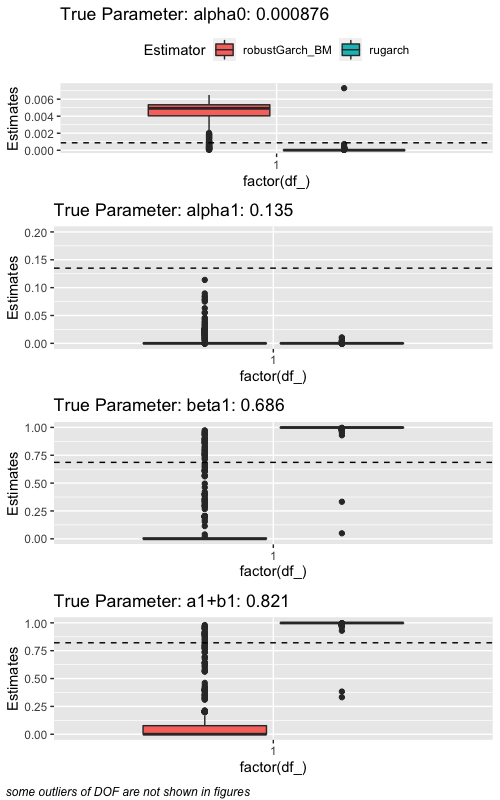 True Parameter: alpha0: 0.000876
Estimator robustGarch_BM rugarch
Estimates
0.006
0.004
0.002
0.000
1
factor(df_)
True Parameter: alpha1: 0.135
Estimates
0.20
0.15
0.10
0.05
0.00
1
factor(df_)
True Parameter: beta1: 0.686
Estimates
1.00
0.75
0.50
0.25
0.00
1
factor(df_)
True Parameter: a1+b1: 0.821
Estimates
1.00
0.75
0.50
0.25
0.00
1
factor(df_)
some outliers of DOF are not shown in figures